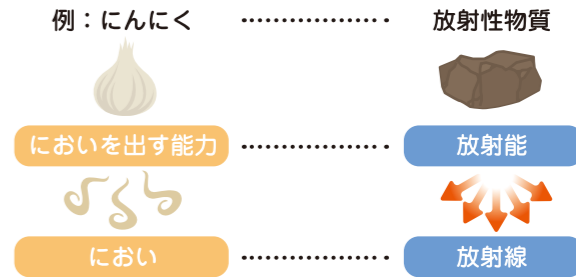 例：にんにく
放射性物質
においを出す能力
放射能
におい
放射線